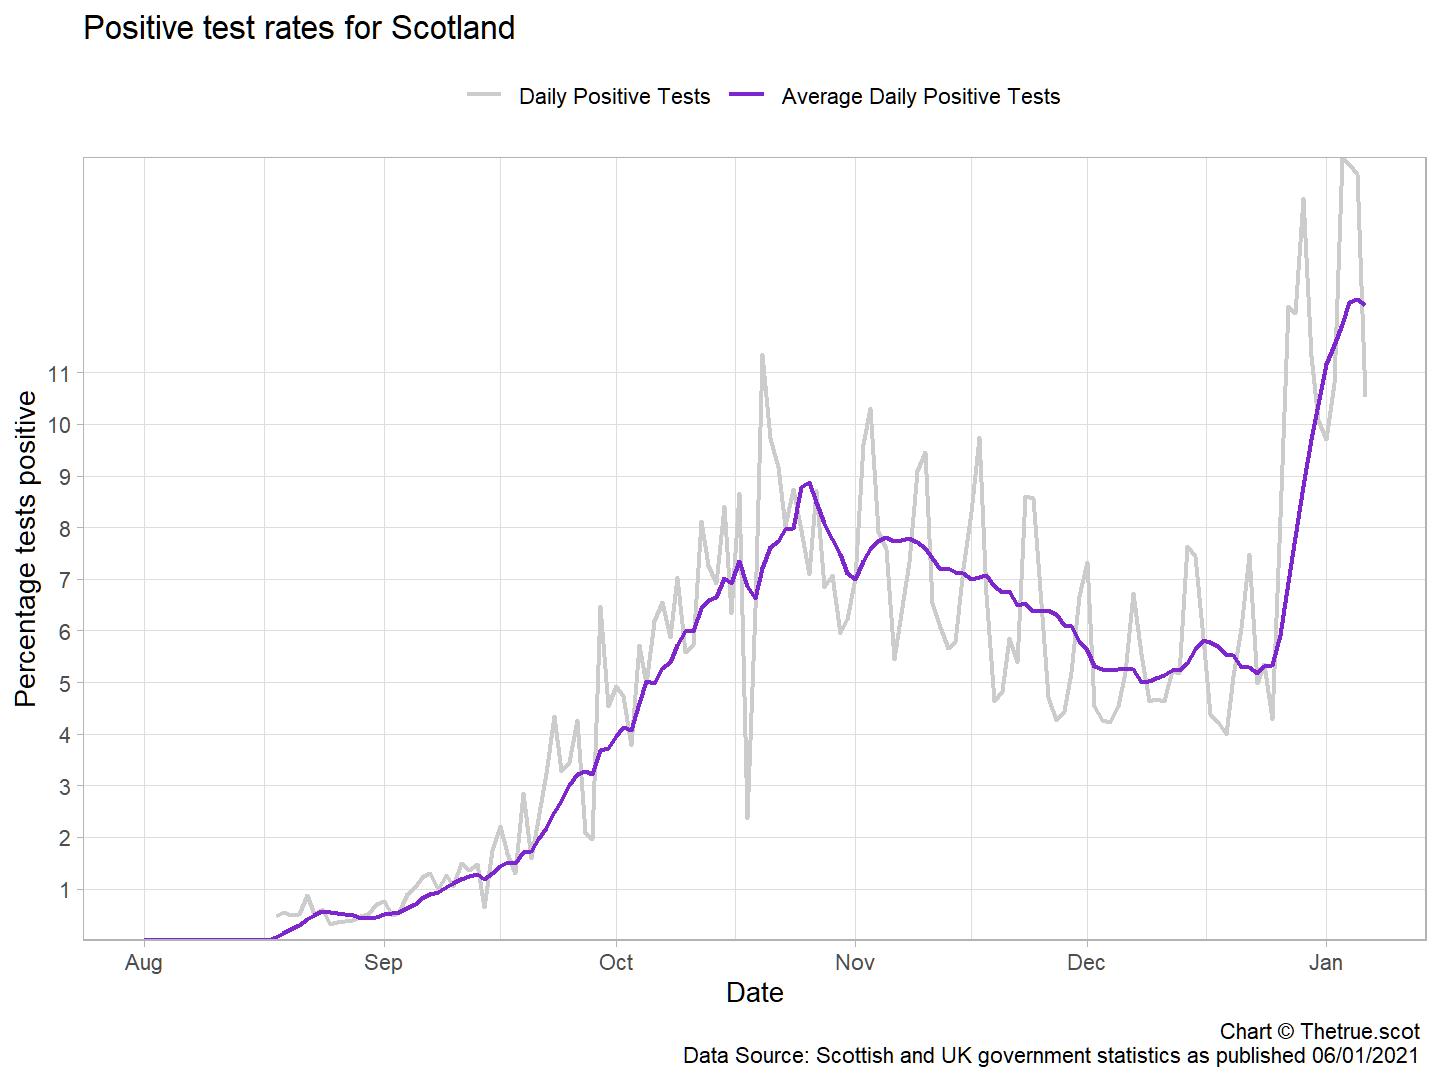 Positive test rates for Scotland
Daily Positive Tests
Average Daily Positive Tests
Percentage tests positive
11
10
9
8
7
6
5
4
3
2
1
Aug
Sep
Oct
Nov
Dec
Jan
Date
Chart © Thetrue.scot
Data Source: Scottish and UK government statistics as published 06/01/2021